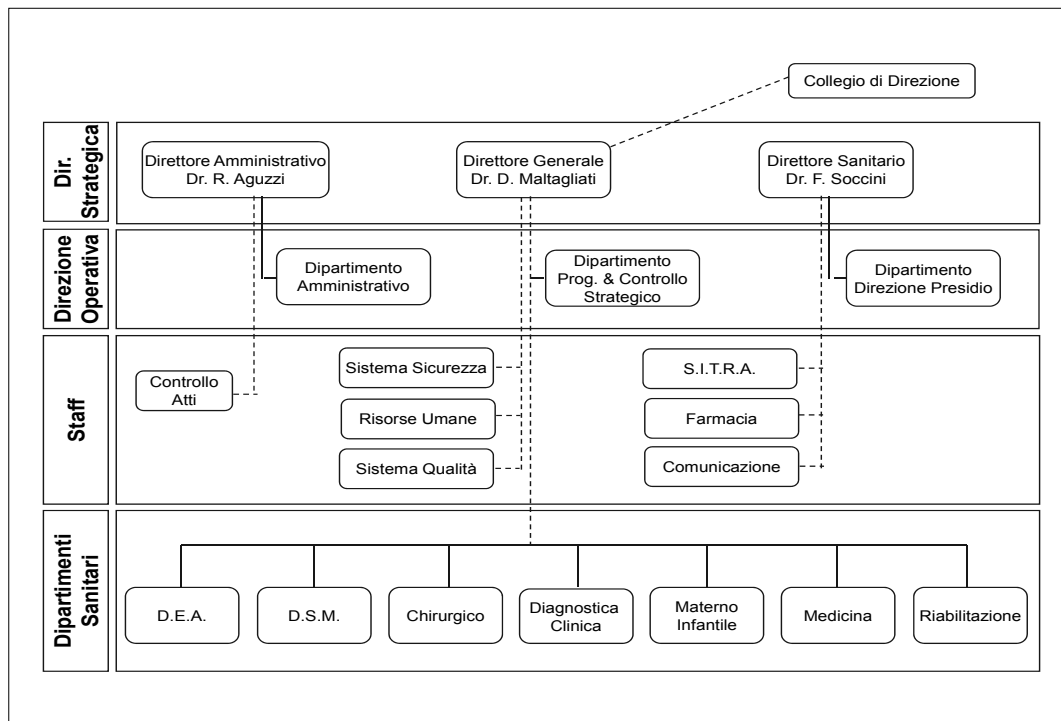 Collegio di Direzione
Dir.
Strategica
Direttore Amministrativo
Dr. R. Aguzzi
Direttore Generale
Dr. D. Maltagliati
Direttore Sanitario
Dr. F. Soccini
Direzione
Operativa
Dipartimento
Amministrativo
Dipartimento
Prog. & Controllo
Strategico
Dipartimento
Direzione Presidio
Staff
Controllo
Atti
Sistema Sicurezza
Risorse Umane
Sistema Qualità
S.I.T.R.A.
Farmacia
Comunicazione
Dipartimenti
Sanitari
D.E.A.
D.S.M.
Chirurgico
Diagnostica
Clinica
Materno
Infantile
Medicina
Riabilitazione